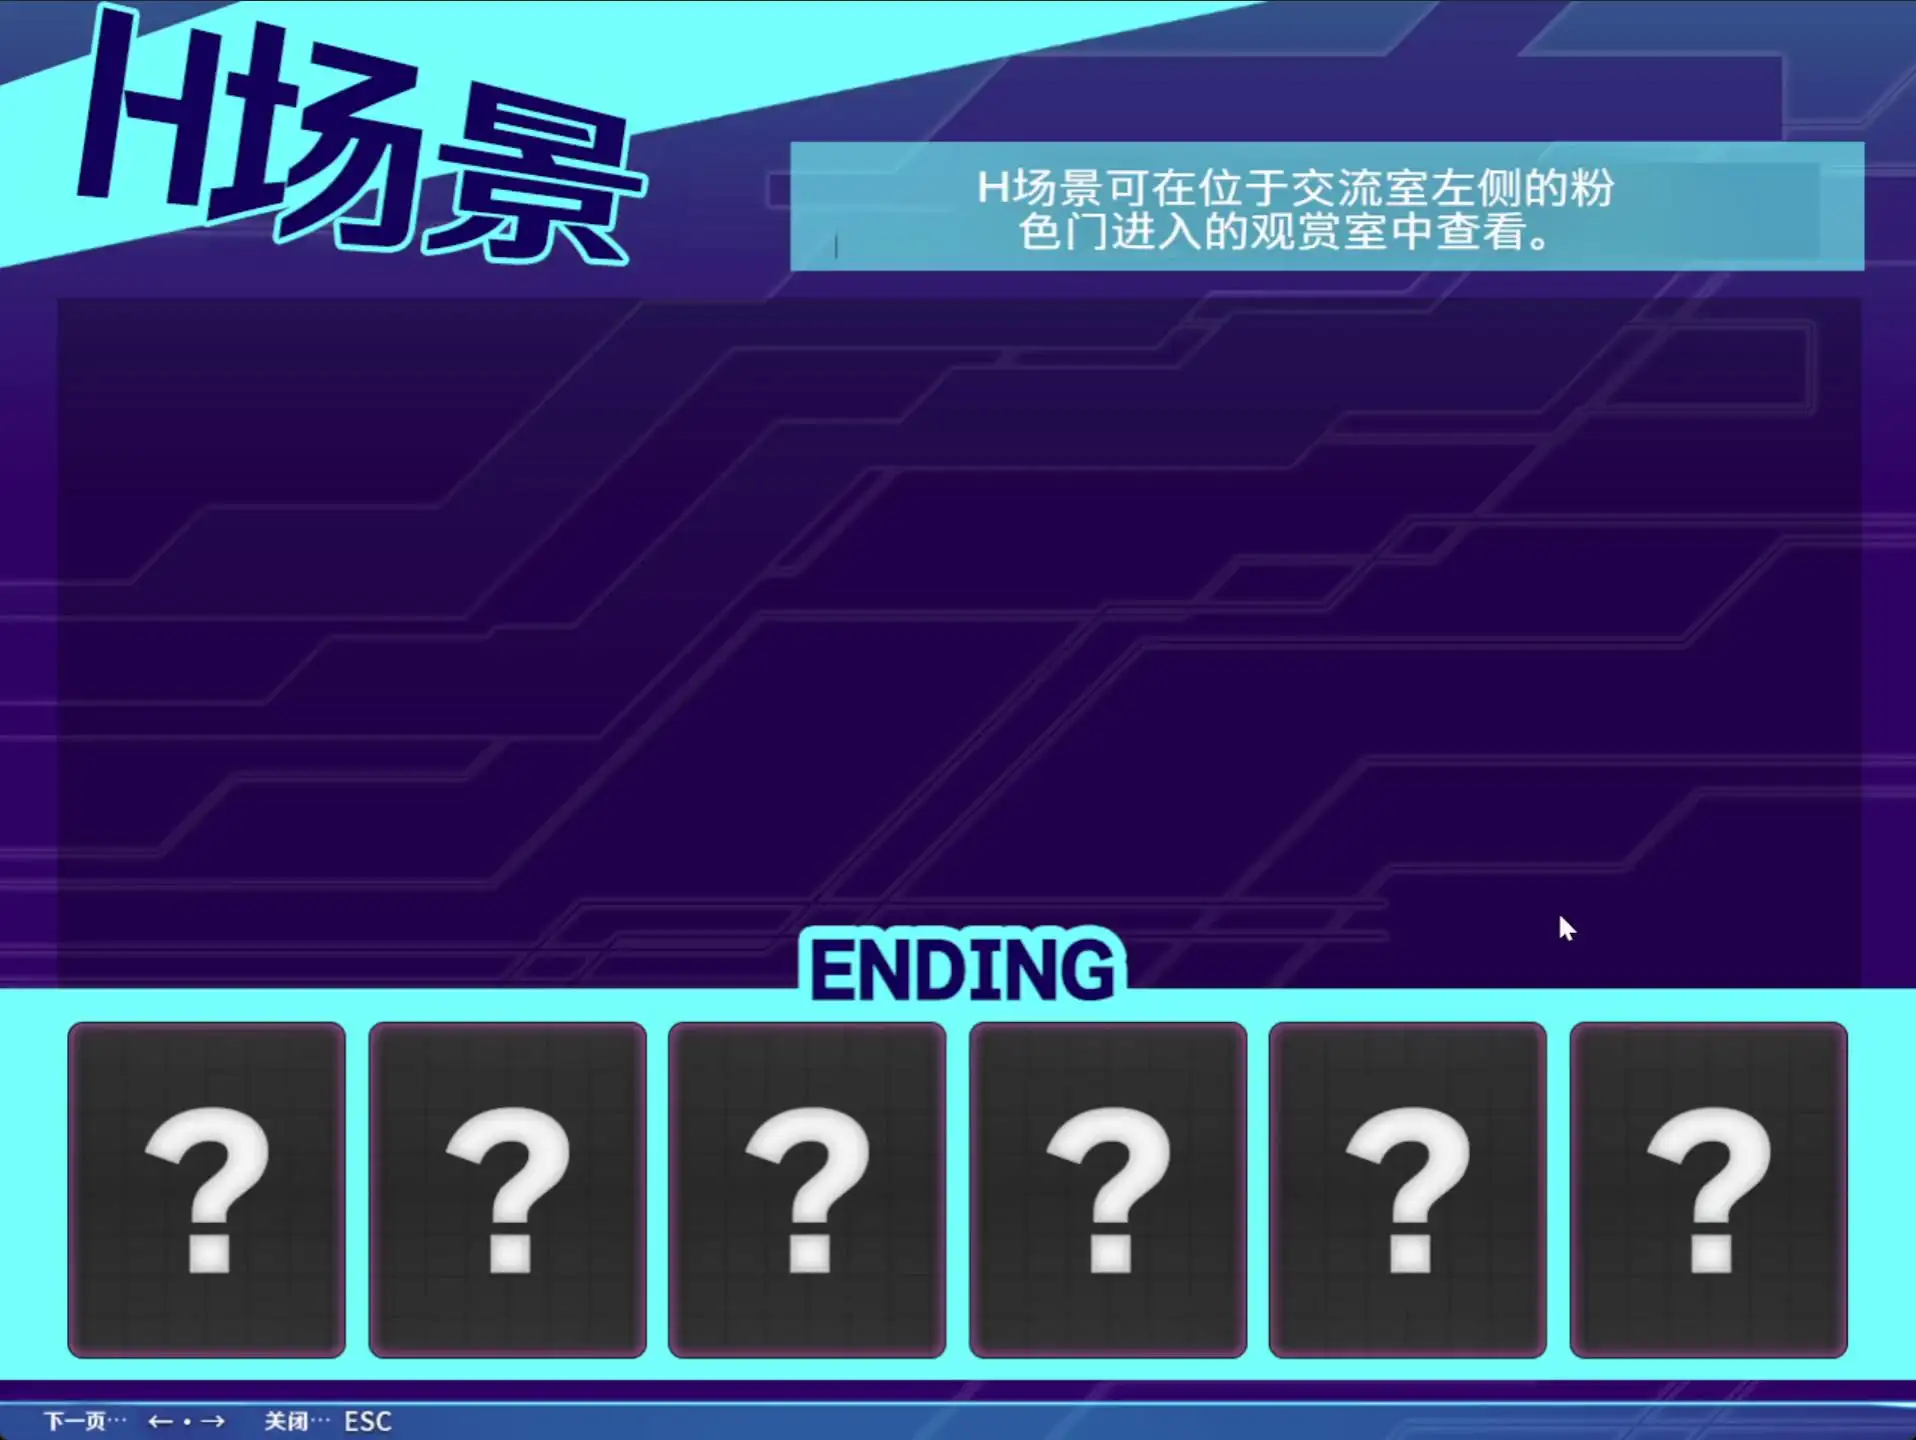 H场景
H场景可在位于交流室左侧的粉
色门进入的观赏室中查看。
ENDING
? ? ? ? ? ?
下一页… ←・→ 关闭… ESC